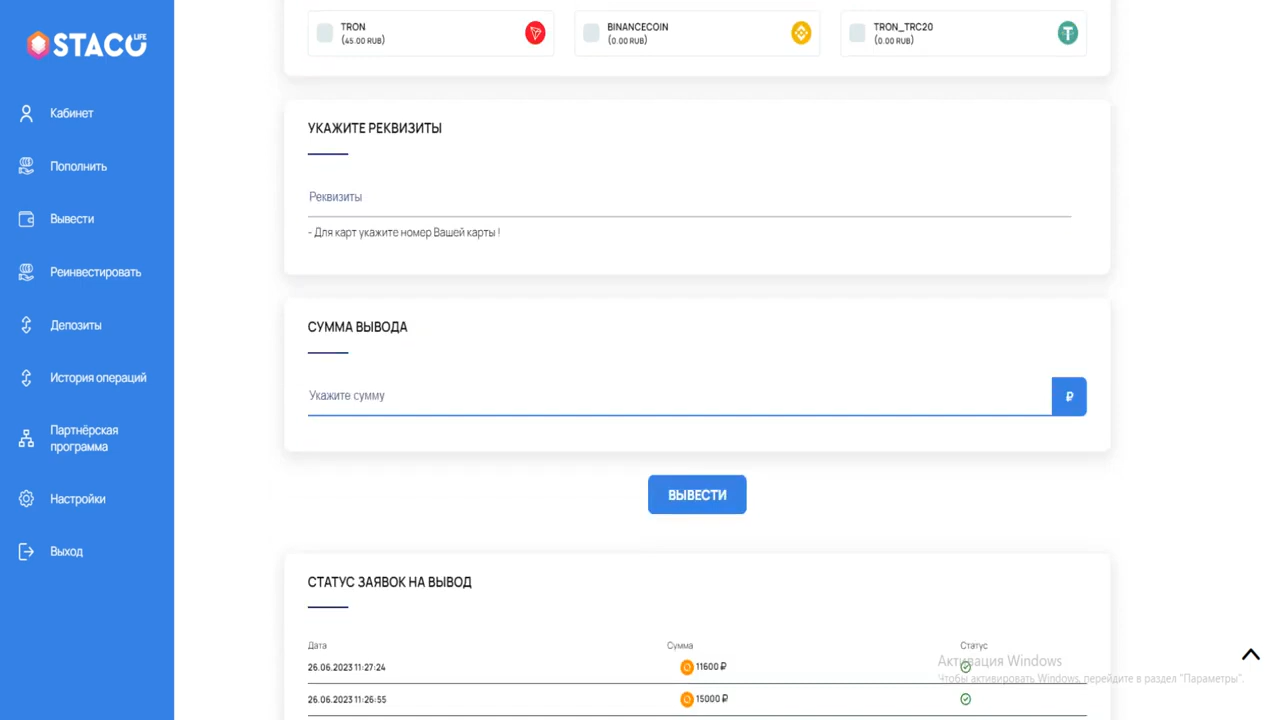 STACO LIFE
Кабинет
Пополнить
Вывести
Реинвестировать
Депозиты
История операций
Партнёрская
программа
Настройки
Выход
TRON
(45.00 RUB)
BINANCECOIN
(0.00 RUB)
TRON_TRC20
(0.00 RUB)
УКАЖИТЕ РЕКВИЗИТЫ
Реквизиты
- Для карт укажите номер Вашей карты !
СУММА ВЫВОДА
Укажите сумму
₽
ВЫВЕСТИ
СТАТУС ЗАЯВОК НА ВЫВОД
Дата Сумма Статус
26.06.2023 11:27:24 11600 ₽
26.06.2023 11:26:55 15000 ₽
Активация Windows
Чтобы активировать Windows, перейдите в раздел "Параметры".